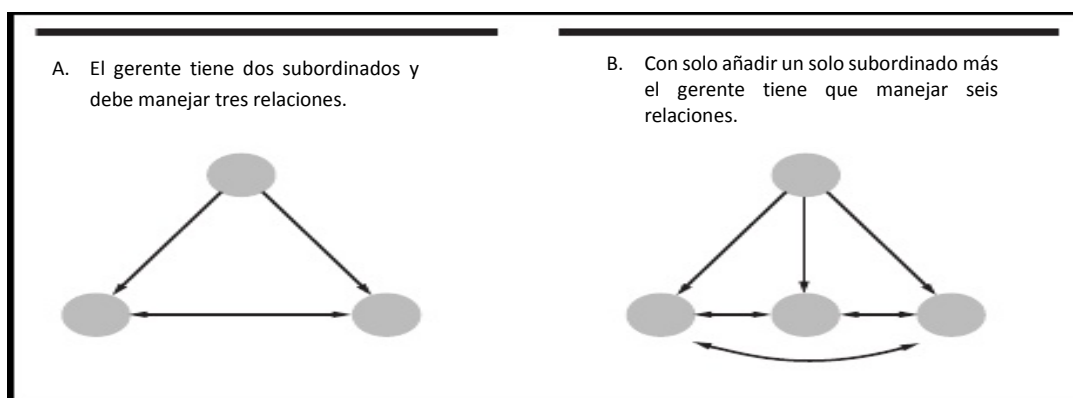 A. El gerente tiene dos subordinados y
debe manejar tres relaciones.
B. Con solo añadir un solo subordinado más
el gerente tiene que manejar seis
relaciones.